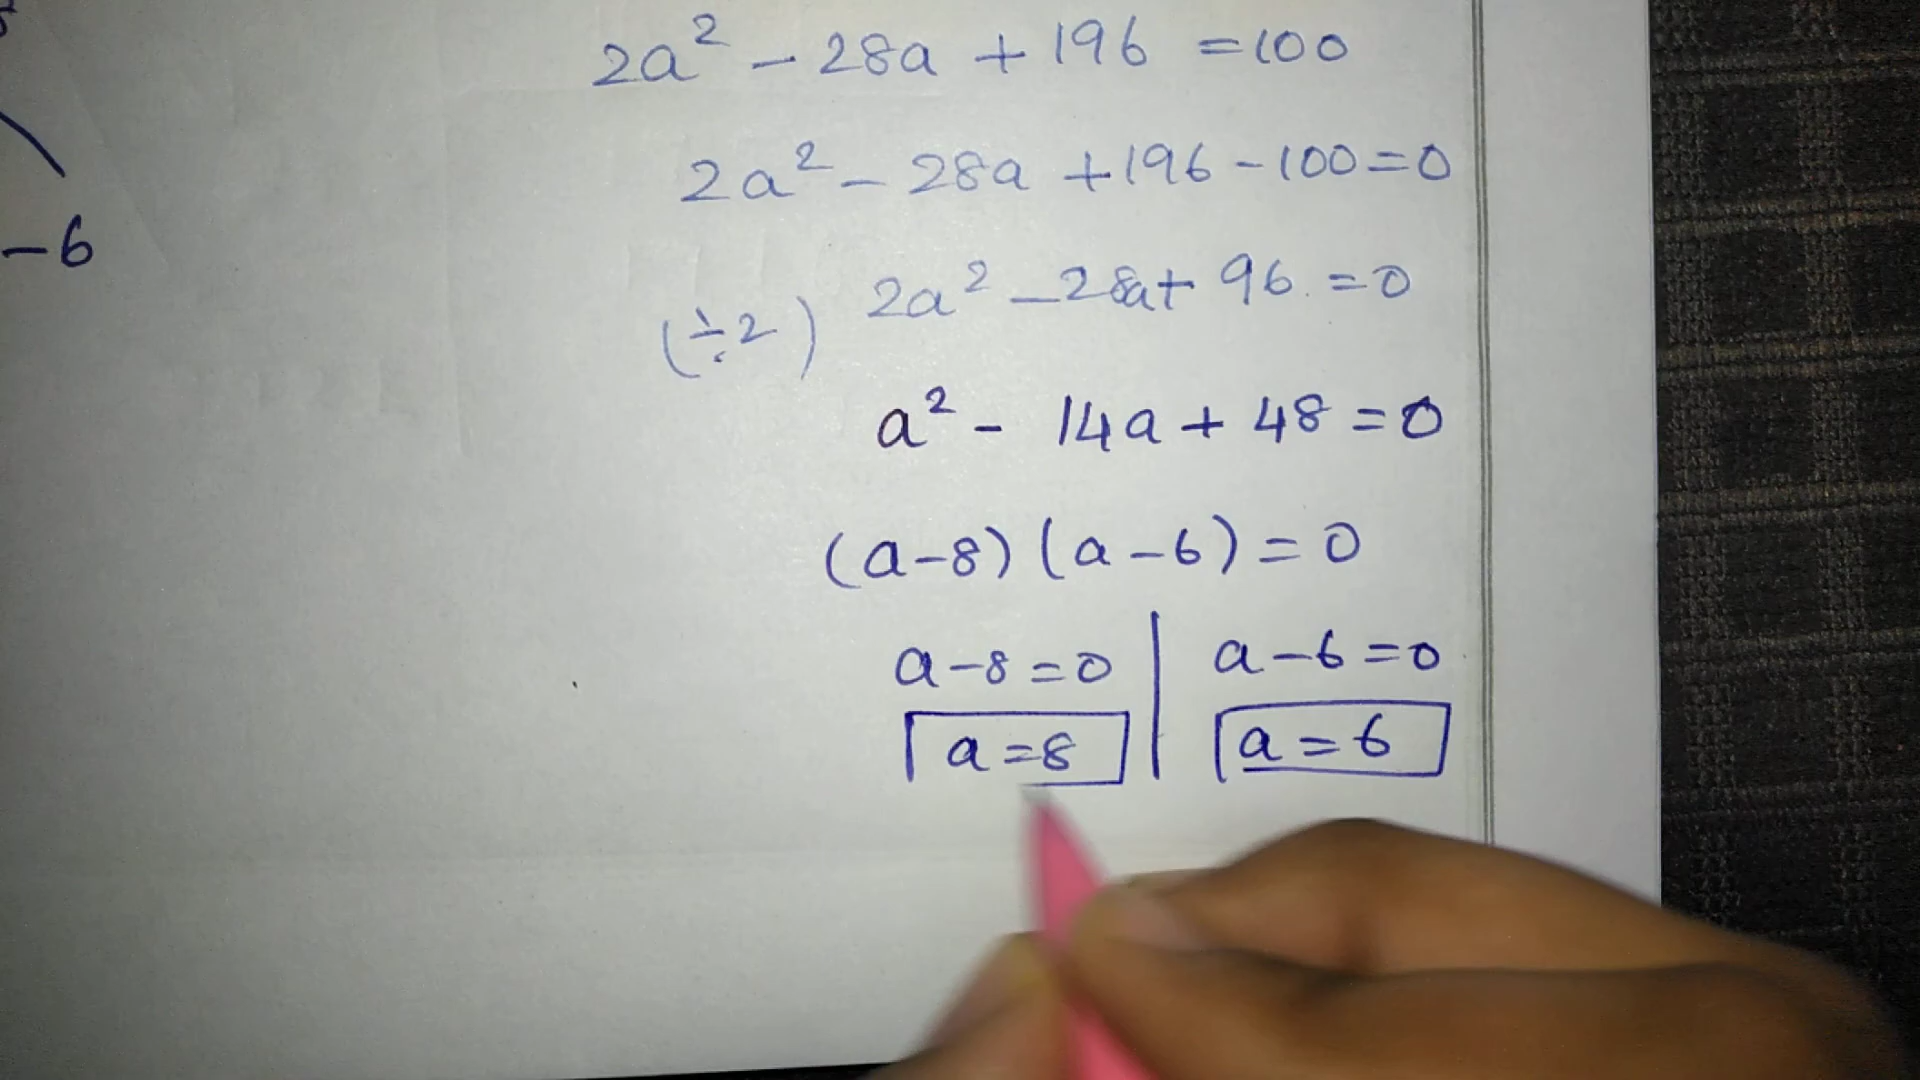 2a² - 28a + 196 = 100
2a² - 28a + 196 - 100 = 0
(÷2) 2a² - 28a + 96 = 0
a² - 14a + 48 = 0
(a-8) (a-6) = 0
a-8=0 | a-6=0
a=8 | a=6
-6